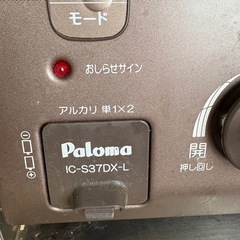 モード
おしらせサイン
アルカリ 単1×2
Paloma
IC-S37DX-L
開
押し回し